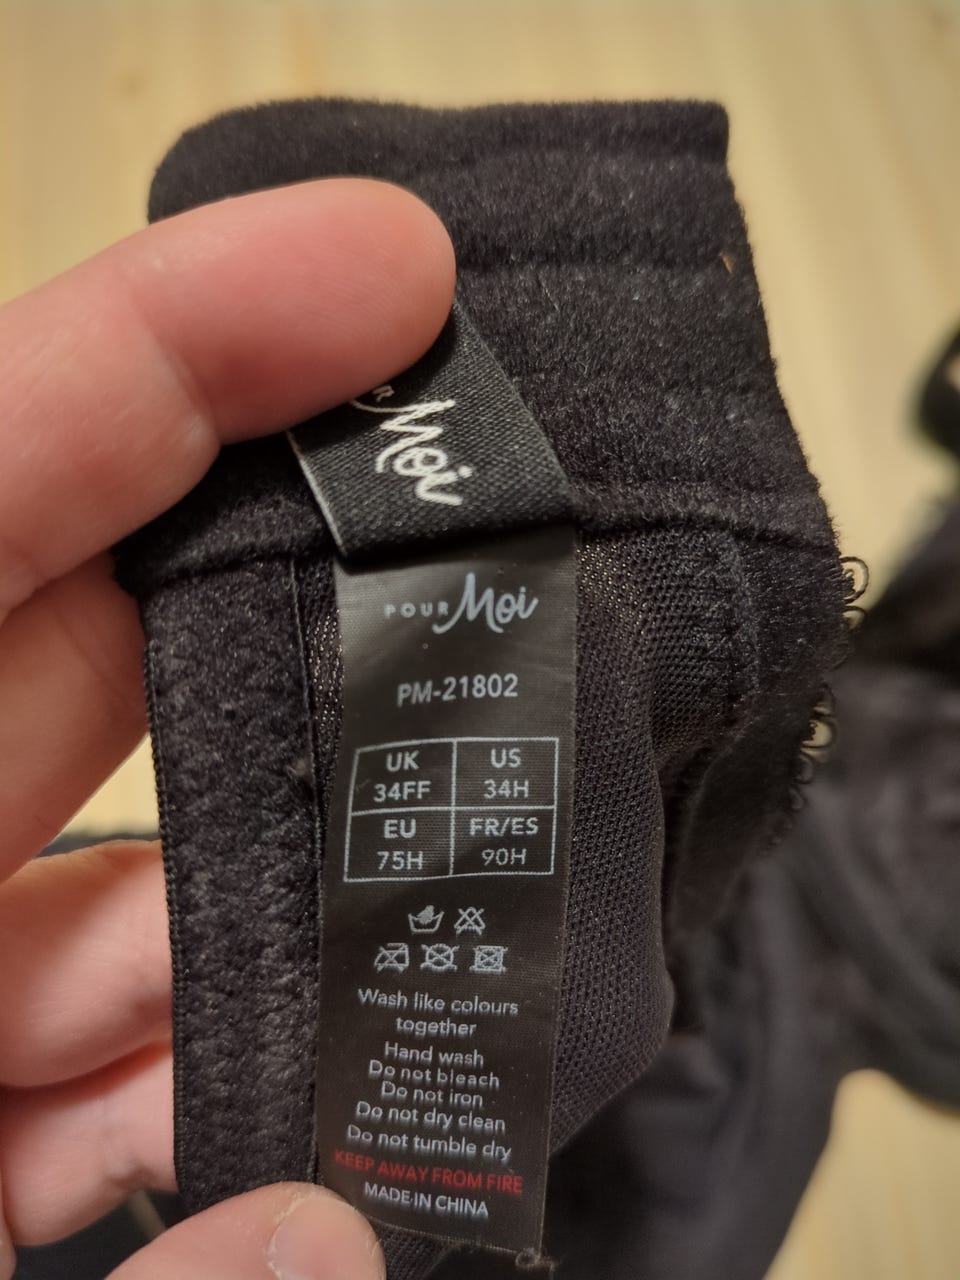 Moi
POUR Moi
PM-21802
UK US
34FF 34H
EU FR/ES
75H 90H
Wash like colours
together
Hand wash
Do not bleach
Do not iron
Do not dry clean
Do not tumble dry
KEEP AWAY FROM FIRE
MADE IN CHINA